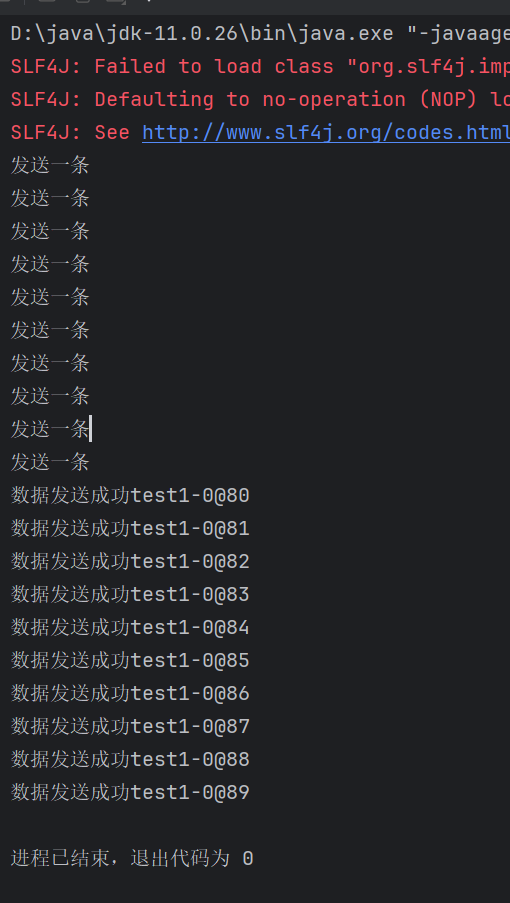 D:\java\jdk-11.0.26\bin\java.exe "-javaage
SLF4J: Failed to load class "org.slf4j.imp
SLF4J: Defaulting to no-operation (NOP) lo
SLF4J: See http://www.slf4j.org/codes.html
发送一条
发送一条
发送一条
发送一条
发送一条
发送一条
发送一条
发送一条
发送一条
发送一条
数据发送成功test1-0@80
数据发送成功test1-0@81
数据发送成功test1-0@82
数据发送成功test1-0@83
数据发送成功test1-0@84
数据发送成功test1-0@85
数据发送成功test1-0@86
数据发送成功test1-0@87
数据发送成功test1-0@88
数据发送成功test1-0@89
进程已结束，退出代码为 0